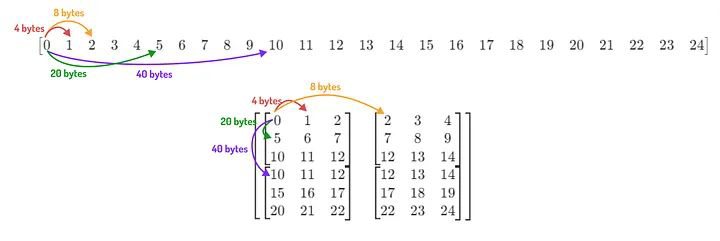 8 bytes
4 bytes
[0 1 2 3 4 5 6 7 8 9 10 11 12 13 14 15 16 17 18 19 20 21 22 23 24]
20 bytes 40 bytes
8 bytes
4 bytes
0 1 2 2 3 4
20 bytes
5 6 7 7 8 9
40 bytes
10 11 12 12 13 14
10 11 12 12 13 14
15 16 17 17 18 19
20 21 22 22 23 24